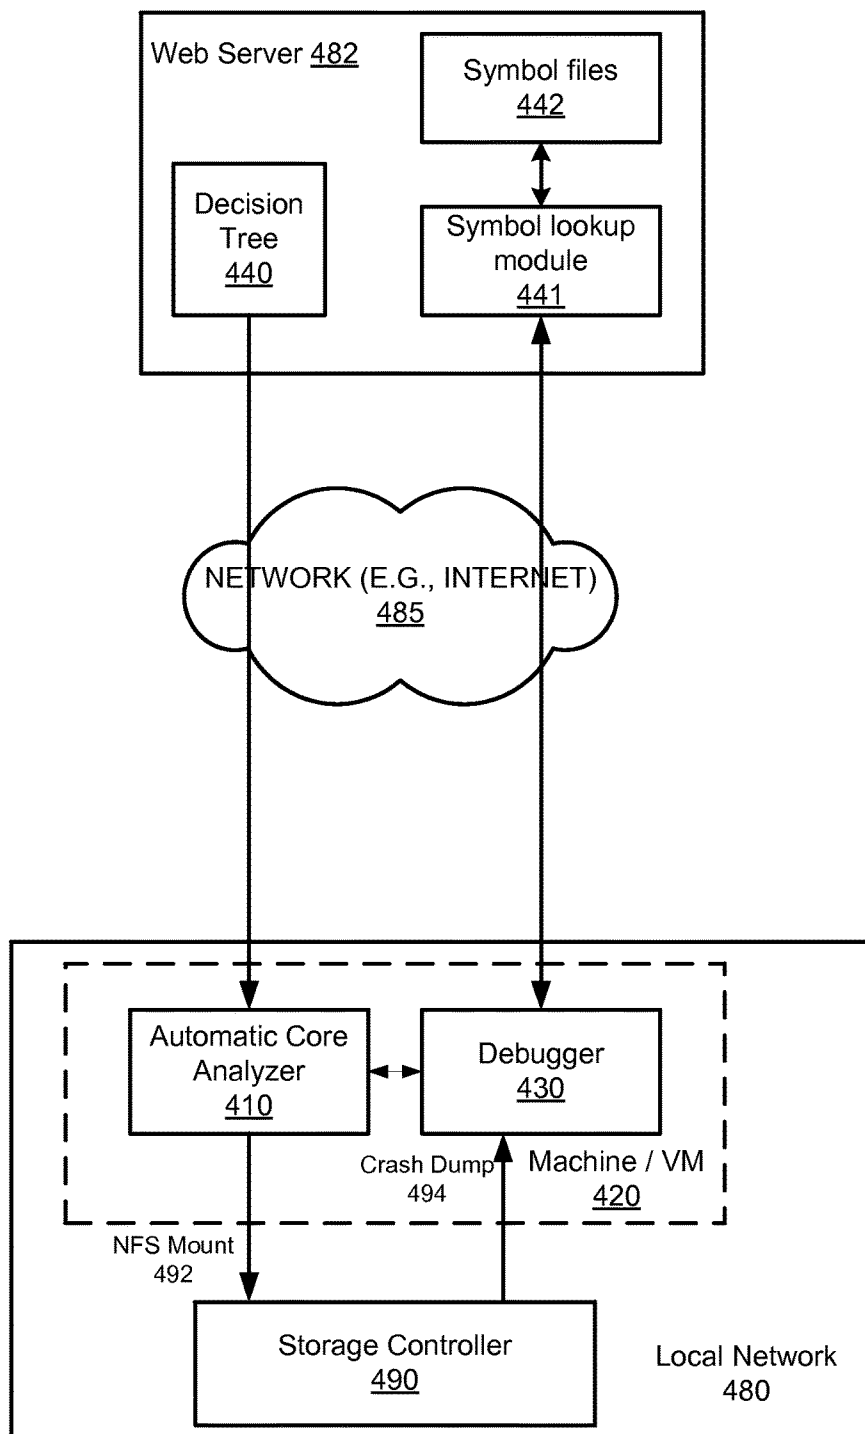 Web Server 482
Symbol files
442
Decision
Tree
440
Symbol lookup
module
441
NETWORK (E.G., INTERNET)
485
Automatic Core
Analyzer
410
Debugger
430
Crash Dump
494
Machine / VM
420
NFS Mount
492
Storage Controller
490
Local Network
480